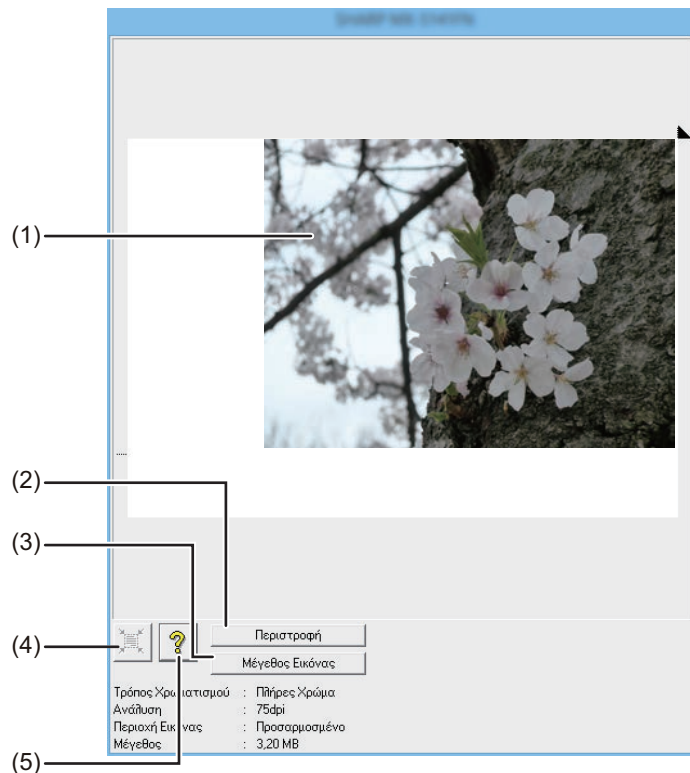 (1)
(2)
(3)
(4)
(5)
Περιστροφή
Μέγεθος Εικόνας
Τρόπος Χρωματισμού : Πλήρες Χρώμα
Ανάλυση : 75dpi
Περιοχή Εικόνας : Προσαρμοσμένο
Μέγεθος : 3,20 MB